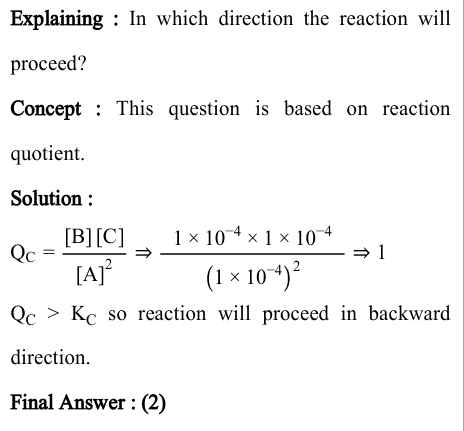 Explaining : In which direction the reaction will
proceed?
Concept : This question is based on reaction
quotient.
Solution :
Q_C = [B][C] / [A]^2 ⇒ 1 × 10^−4 × 1 × 10^−4 / (1 × 10^−4)^2 ⇒ 1
Q_C > K_C so reaction will proceed in backward
direction.
Final Answer : (2)